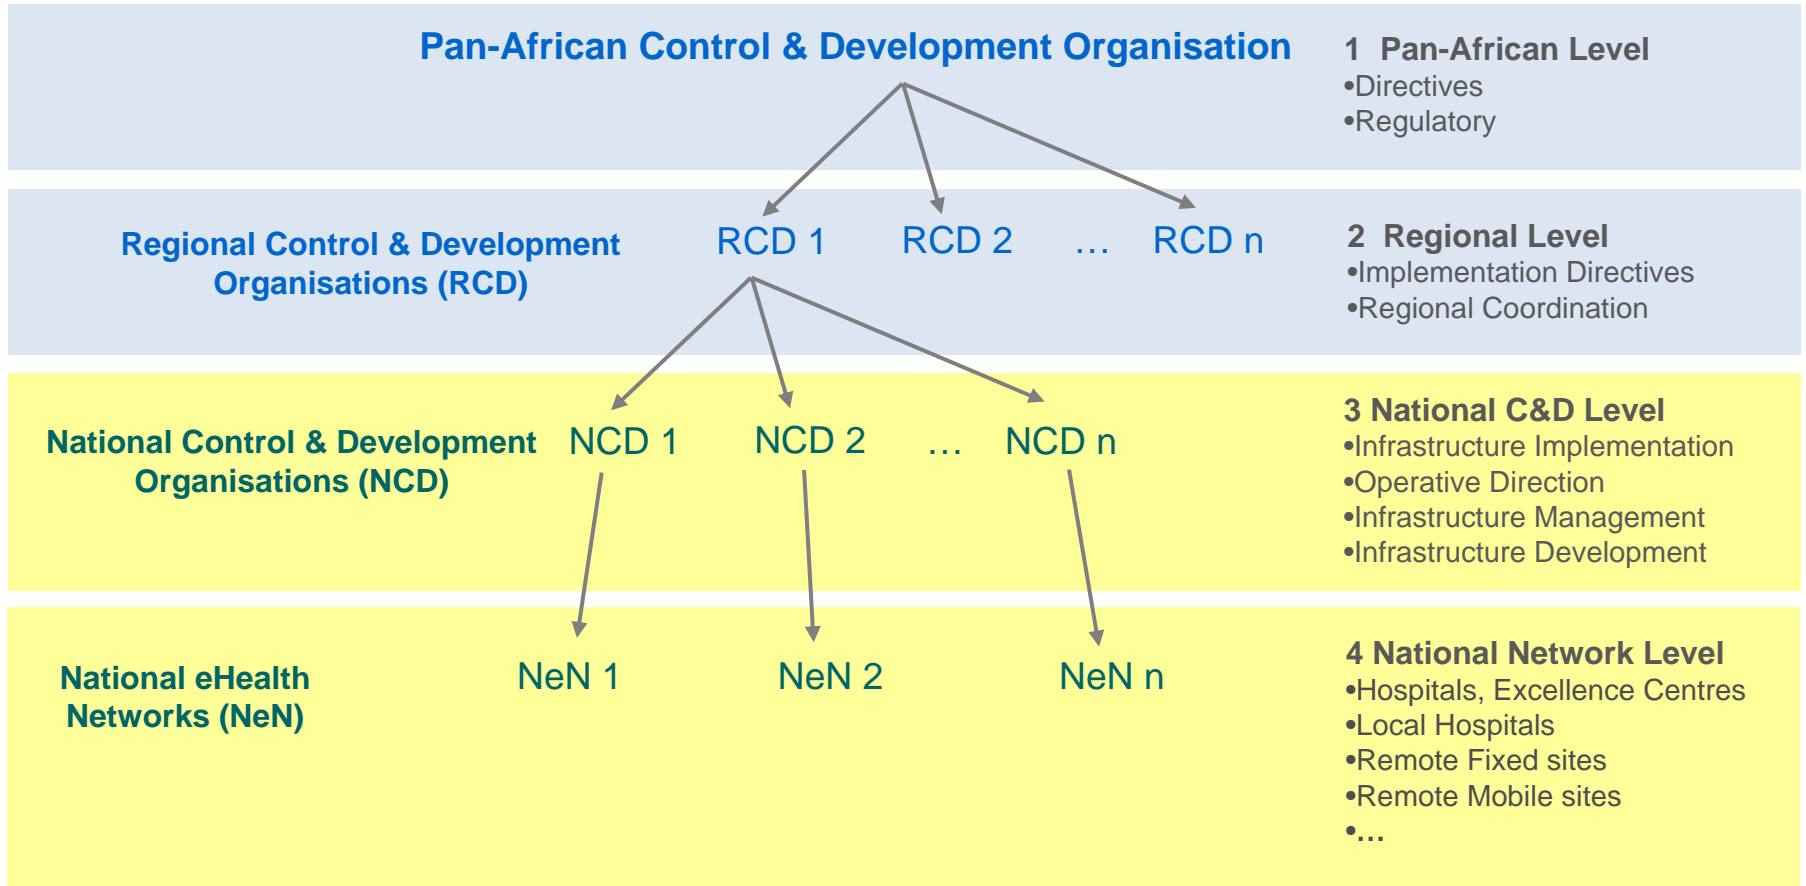 Pan-African Control & Development Organisation
1 Pan-African Level
•Directives
•Regulatory
Regional Control & Development
Organisations (RCD)
RCD 1
RCD 2
…
RCD n
2 Regional Level
•Implementation Directives
•Regional Coordination
National Control & Development
Organisations (NCD)
NCD 1
NCD 2
…
NCD n
3 National C&D Level
•Infrastructure Implementation
•Operative Direction
•Infrastructure Management
•Infrastructure Development
National eHealth
Networks (NeN)
NeN 1
NeN 2
NeN n
4 National Network Level
•Hospitals, Excellence Centres
•Local Hospitals
•Remote Fixed sites
•Remote Mobile sites
•…